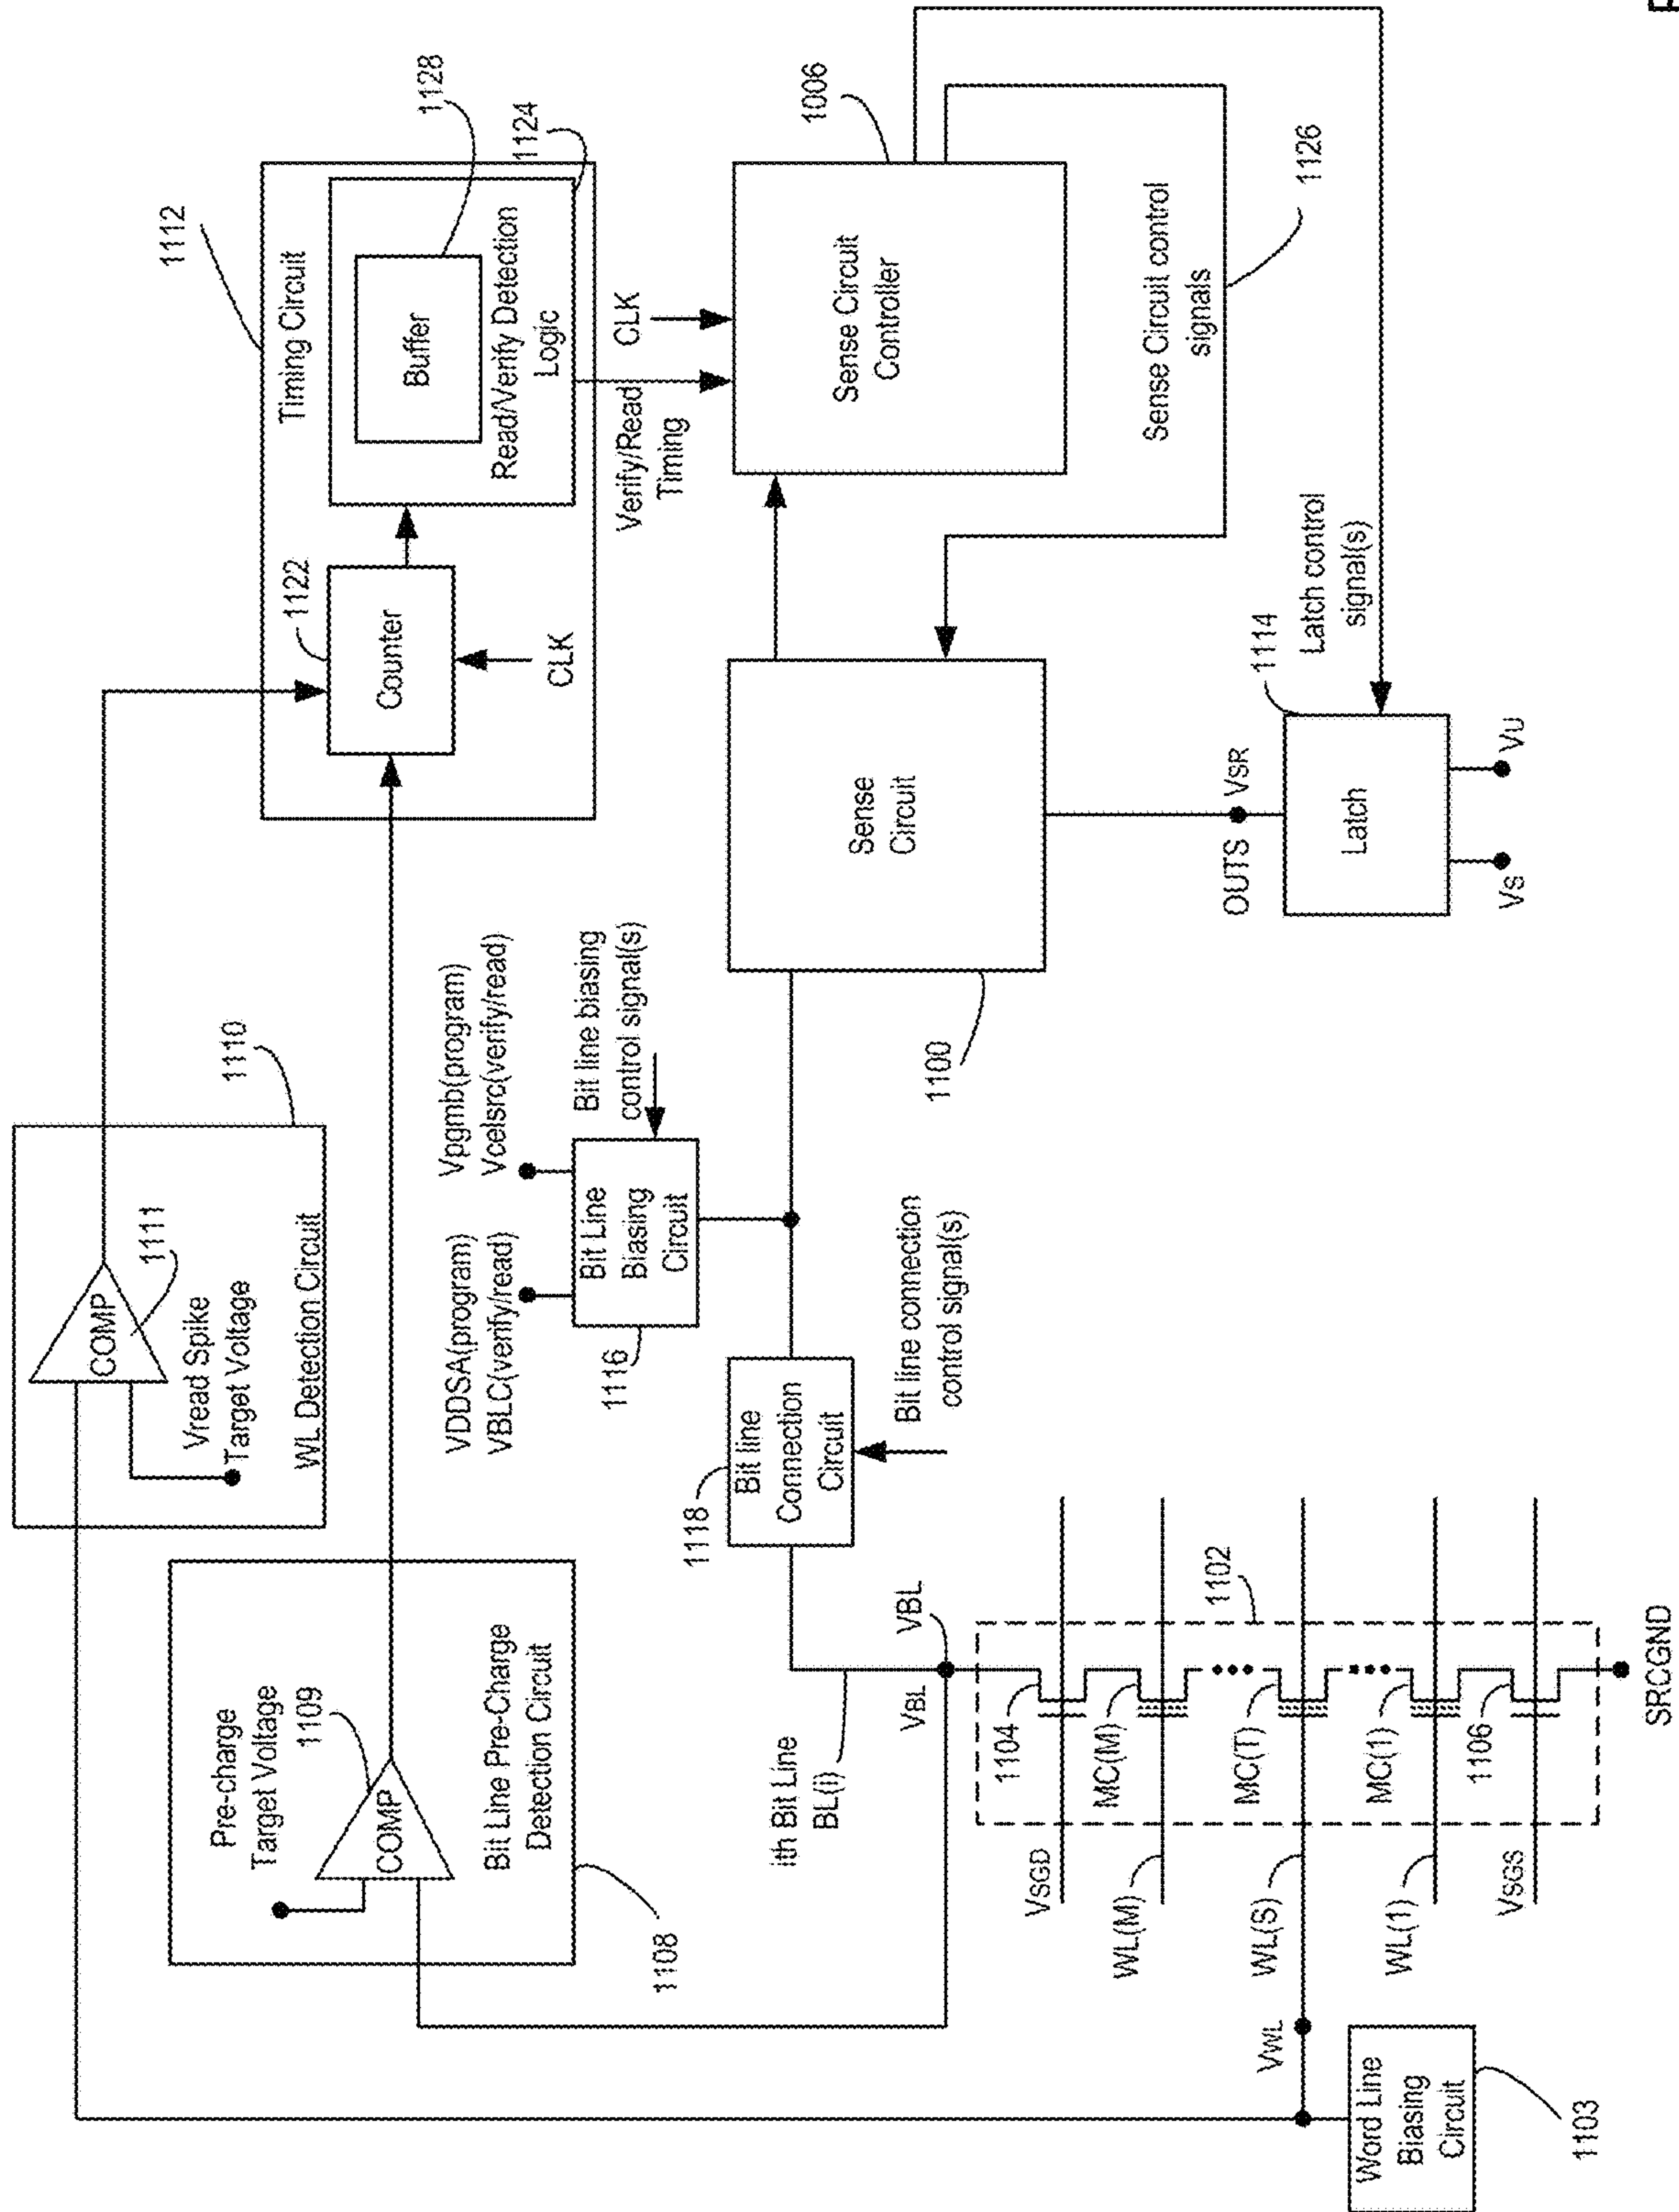 1110
COMP
1111
Vread Spike
Target Voltage
WL Detection Circuit
1112
Timing Circuit
1122
Counter
CLK
Buffer
1128
Read/Verify Detection
Logic
1124
Pre-charge
Target Voltage
1109
COMP
Bit Line Pre-Charge
Detection Circuit
1108
VDDSA(program)
VBLC(verify/read)
Vpgmb(program)
Vcelsrc(verify/read)
Bit line biasing
control signal(s)
Bit Line
Biasing
Circuit
1116
Verify/Read
Timing
CLK
1006
Sense Circuit
Controller
1118
Bit line
Connection
Circuit
Bit line connection
control signal(s)
Sense
Circuit
1100
Sense Circuit control
signals
1126
ith Bit Line
BL(i)
VBL
VBL
1102
VSGD
1104
WL(M)
MC(M)
VWL
WL(S)
MC(T)
WL(1)
MC(1)
VSGS
1106
SRCGND
Word Line
Biasing
Circuit
1103
OUTS
VSR
1114
Latch
Latch control
signal(s)
VS
VU